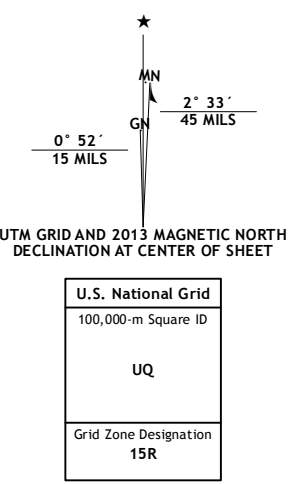 ★
MN
GN
2° 33´
45 MILS
0° 52´
15 MILS
UTM GRID AND 2013 MAGNETIC NORTH
DECLINATION AT CENTER OF SHEET
U.S. National Grid
100,000-m Square ID
UQ
Grid Zone Designation
15R